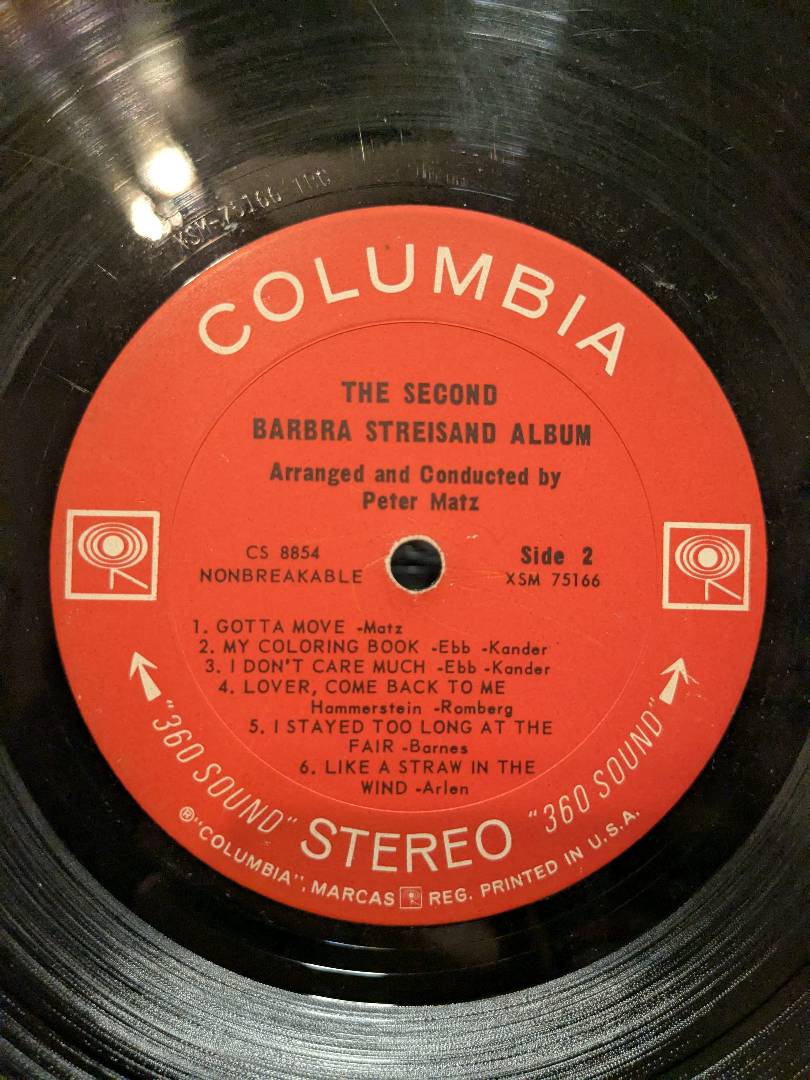 XSM-75166
COLUMBIA
THE SECOND
BARBRA STREISAND ALBUM
Arranged and Conducted by
Peter Matz
CS 8854
NONBREAKABLE
Side 2
XSM 75166
1. GOTTA MOVE -Matz
2. MY COLORING BOOK -Ebb -Kander
3. I DON'T CARE MUCH -Ebb -Kander
4. LOVER, COME BACK TO ME
Hammerstein -Romberg
5. I STAYED TOO LONG AT THE
FAIR -Barnes
6. LIKE A STRAW IN THE
WIND -Arlen
"360 SOUND" STEREO "360 SOUND"
® "COLUMBIA", MARCAS REG. PRINTED IN U.S.A.